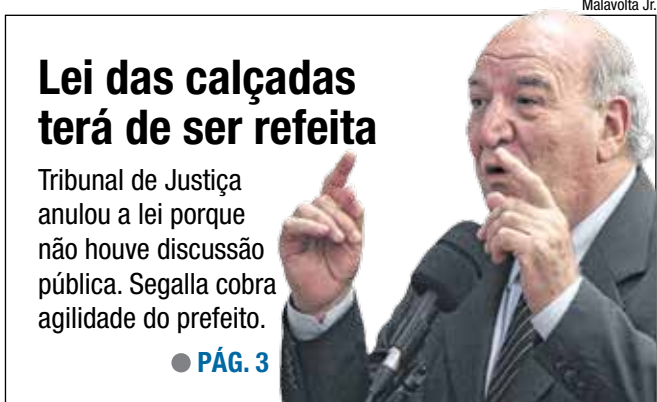 Malavolta Jr.
Lei das calçadas
terá de ser refeita
Tribunal de Justiça
anulou a lei porque
não houve discussão
pública. Segalla cobra
agilidade do prefeito.
● PÁG. 3